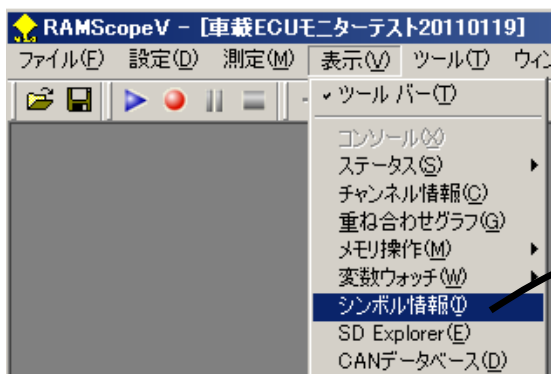 RAMScopeV - [車載ECUモニターテスト20110119]
ファイル(F) 設定(D) 測定(M) 表示(V) ツール(T)
ツール バー(T)
コンソール(X)
ステータス(S)
チャンネル情報(C)
重ね合わせグラフ(G)
メモリ操作(M)
変数ウォッチ(W)
シンボル情報(I)
SD Explorer(E)
CANデータベース(D)